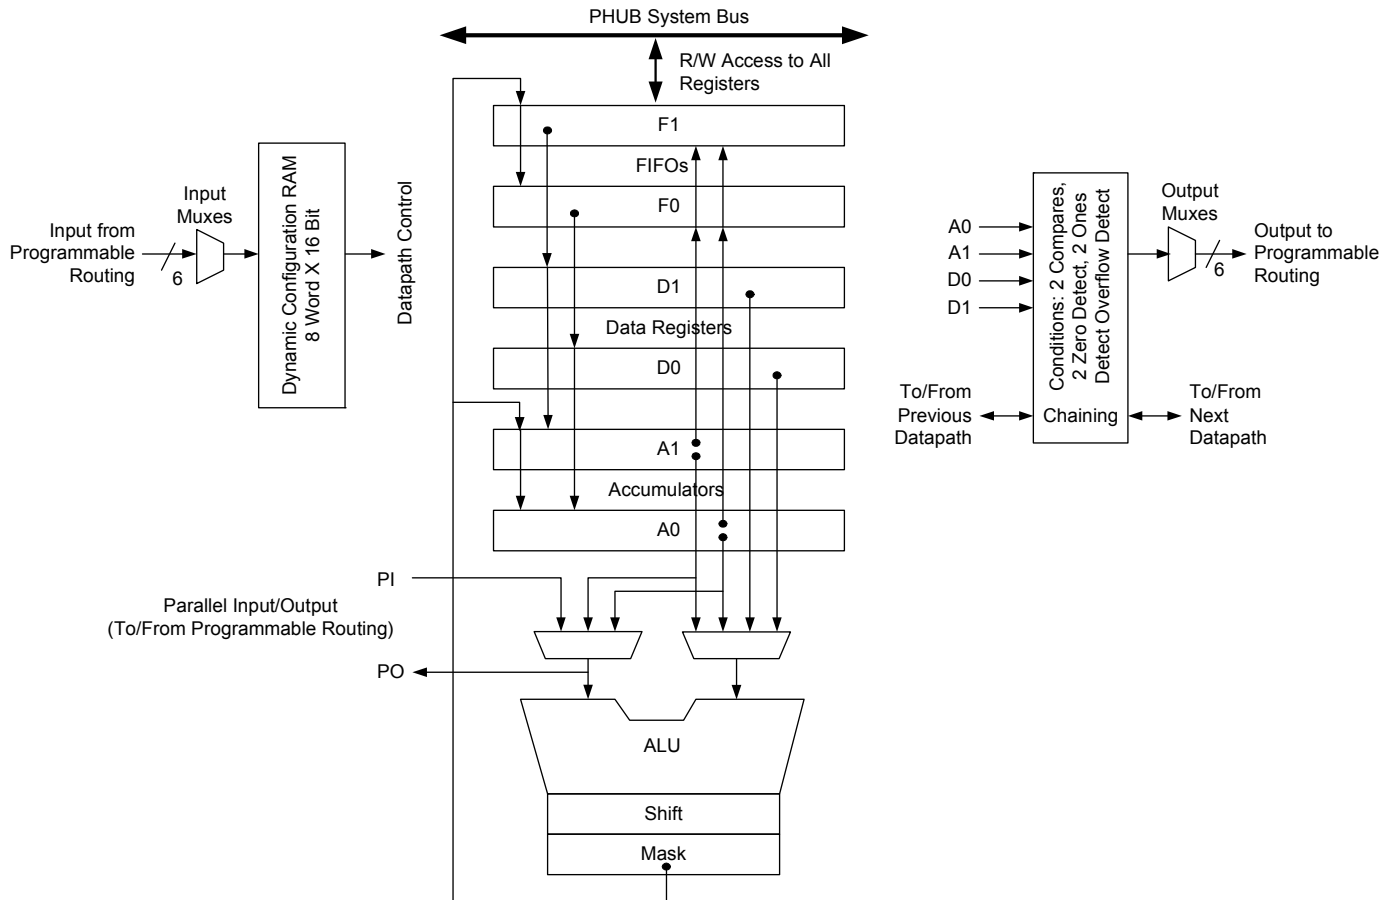 PHUB System Bus
R/W Access to All
Registers
F1
FIFOs
F0
D1
Data Registers
D0
A1
Accumulators
A0
Input from
Programmable
Routing
6
Input
Muxes
Dynamic Configuration RAM
8 Word X 16 Bit
Datapath Control
PI
Parallel Input/Output
(To/From Programmable Routing)
PO
ALU
Shift
Mask
A0
A1
D0
D1
Conditions: 2 Compares,
2 Zero Detect, 2 Ones
Detect Overflow Detect
Chaining
To/From
Previous
Datapath
To/From
Next
Datapath
Output
Muxes
6
Output to
Programmable
Routing